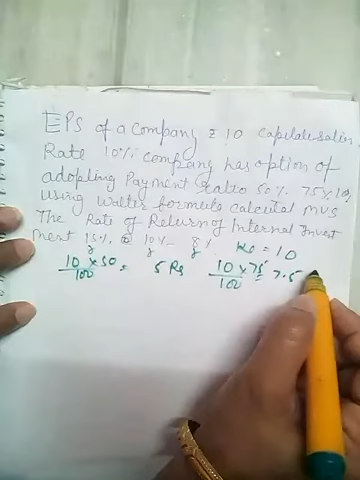 EPS of a company ₹ 10 capitalisation
Rate 10% company has option of
adopting Payment Ratio 50% 75% 10
using Walter formula calculal MVS
The Rate of Return of Internal Invest
ment 15% 10% 8% Ke = 10
10 x 50 / 100 = 5 Rs 10 x 75 / 100 = 7.5